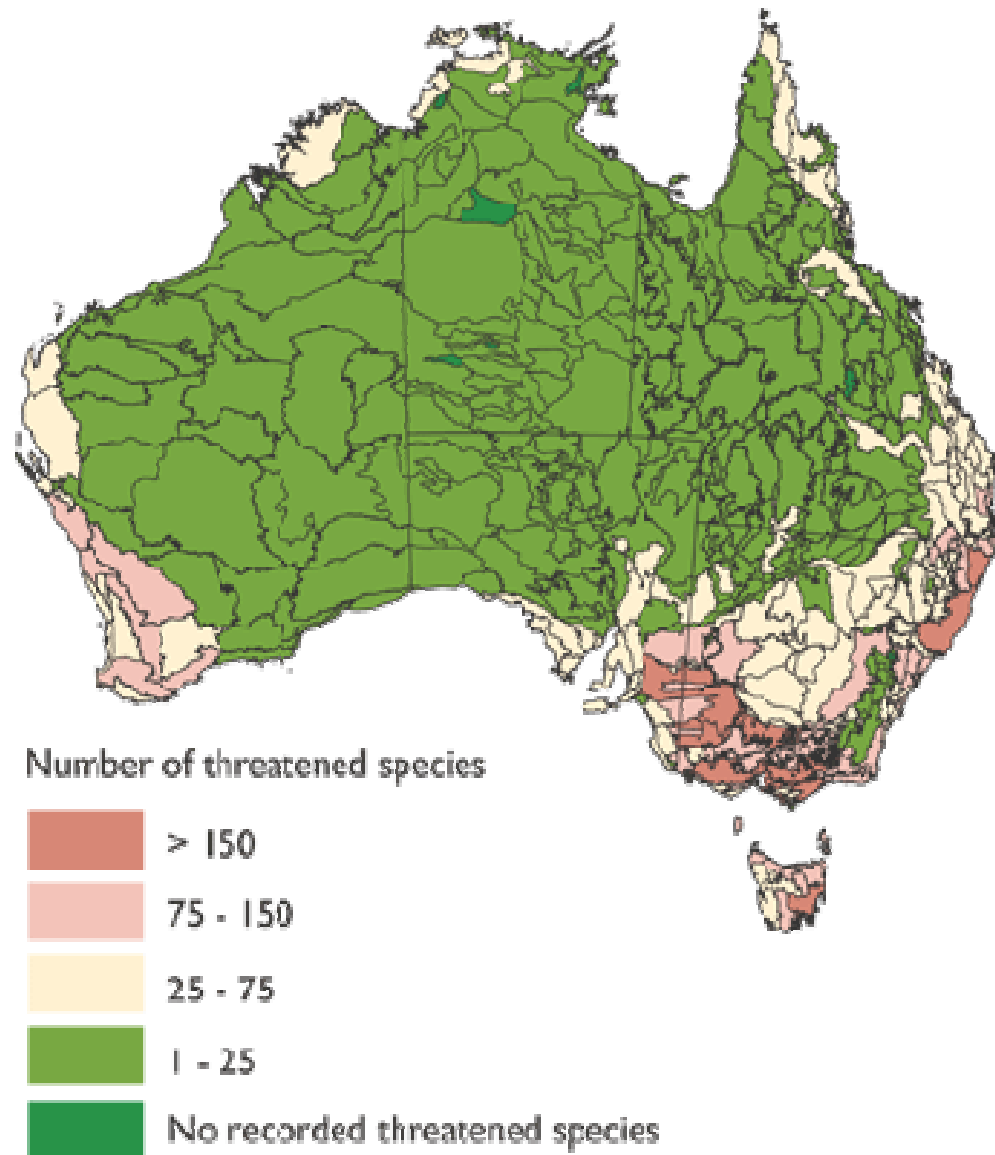 Number of threatened species
> 150
75 - 150
25 - 75
1 - 25
No recorded threatened species